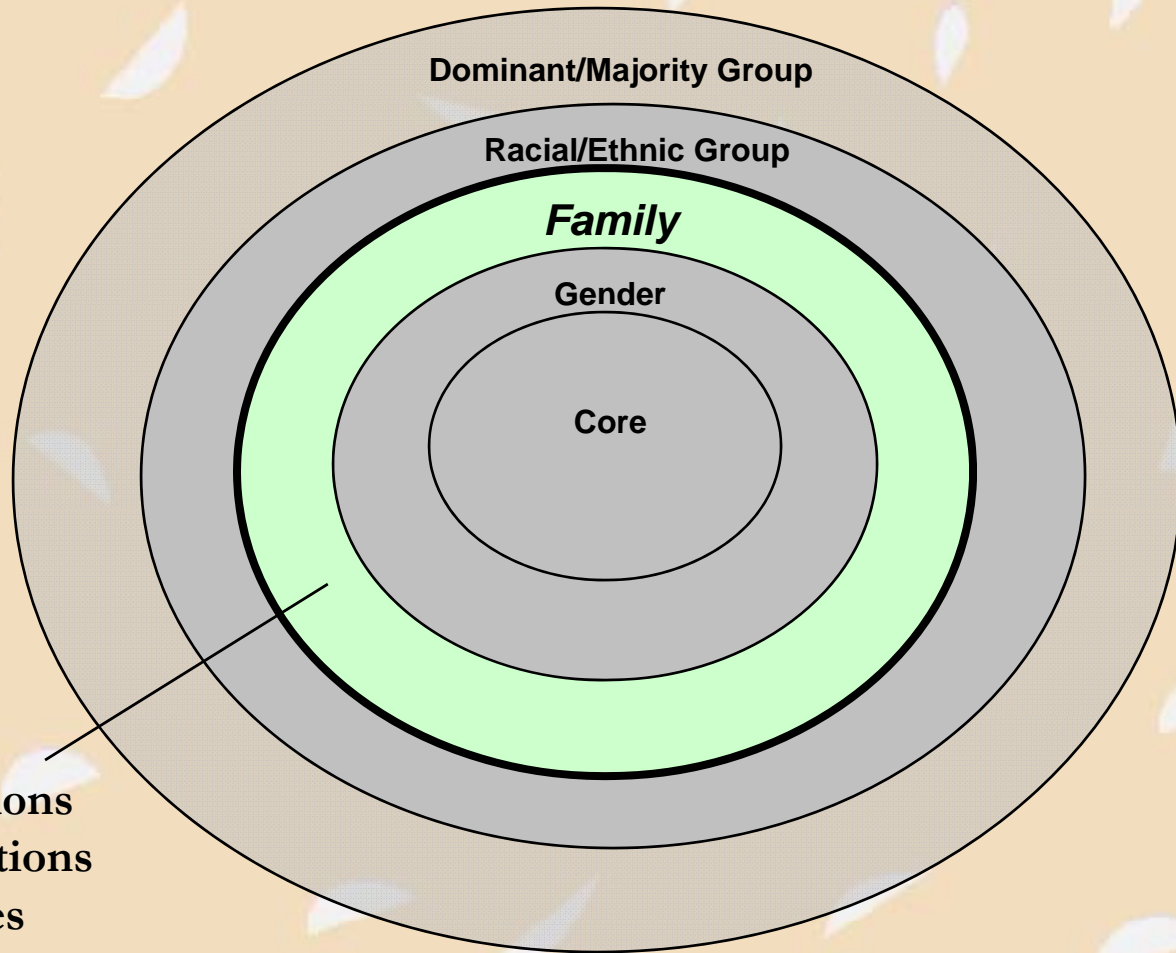 Dominant/Majority Group
Racial/Ethnic Group
Family
Gender
Core